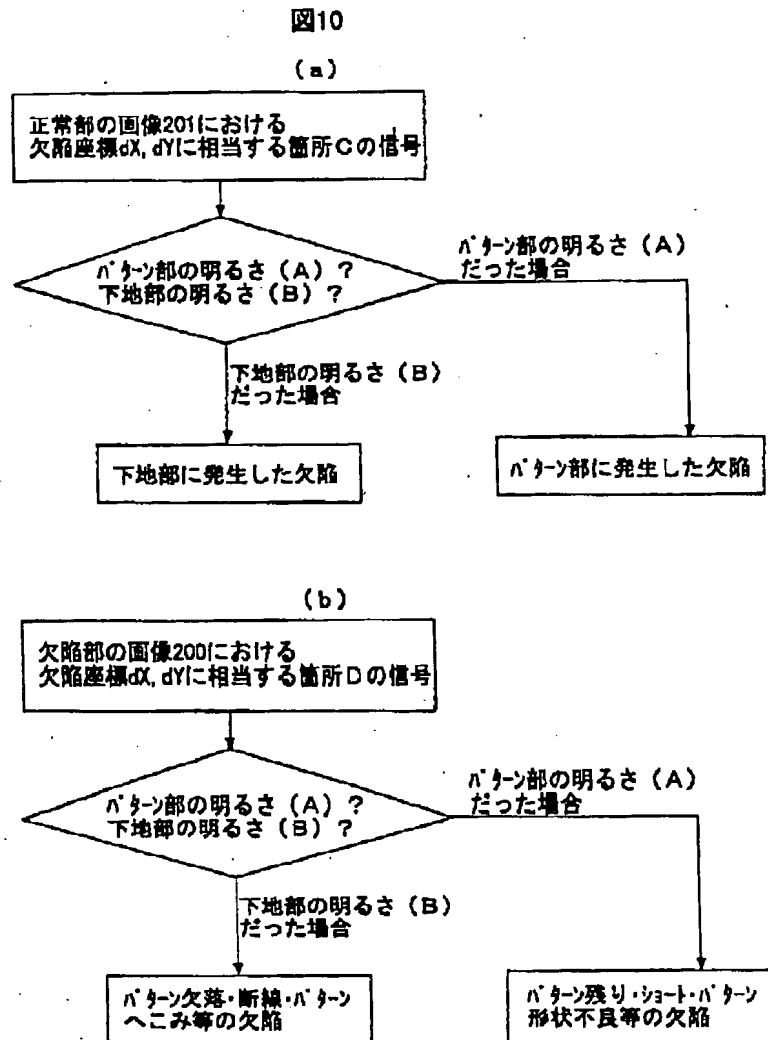 図10
(a)
正常部の画像201における
欠陥座標dX, dYに相当する箇所Cの信号
ﾊﾟﾀｰﾝ部の明るさ (A) ?
下地部の明るさ (B) ?
ﾊﾟﾀｰﾝ部の明るさ (A)
だった場合
下地部の明るさ (B)
だった場合
下地部に発生した欠陥
ﾊﾟﾀｰﾝ部に発生した欠陥
(b)
欠陥部の画像200における
欠陥座標dX, dYに相当する箇所Dの信号
ﾊﾟﾀｰﾝ部の明るさ (A) ?
下地部の明るさ (B) ?
ﾊﾟﾀｰﾝ部の明るさ (A)
だった場合
下地部の明るさ (B)
だった場合
ﾊﾟﾀｰﾝ欠落・断線・ﾊﾟﾀｰﾝ
へこみ等の欠陥
ﾊﾟﾀｰﾝ残り・ｼｮｰﾄ・ﾊﾟﾀｰﾝ
形状不良等の欠陥